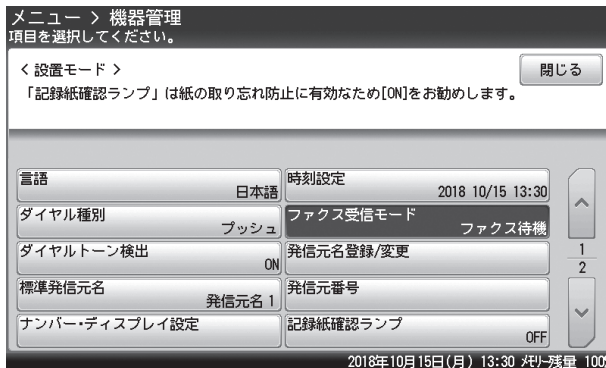 メニュー > 機器管理
項目を選択してください。
< 設置モード >
閉じる
「記録紙確認ランプ」は紙の取り忘れ防止に有効なため[ON]をお勧めします。
言語
日本語
時刻設定
2018 10/15 13:30
ダイヤル種別
プッシュ
ファクス受信モード
ファクス待機
ダイヤルトーン検出
ON
発信元名登録/変更
1
2
標準発信元名
発信元名 1
発信元番号
ナンバー・ディスプレイ設定
記録紙確認ランプ
OFF
2018年10月15日(月) 13:30 メモリー残量 100%